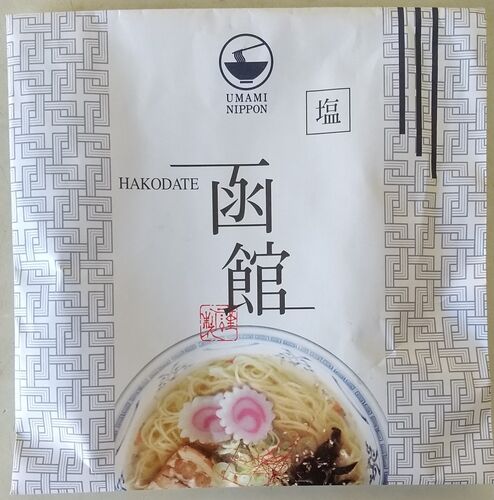 UMAMI
NIPPON
塩
HAKODATE
函館